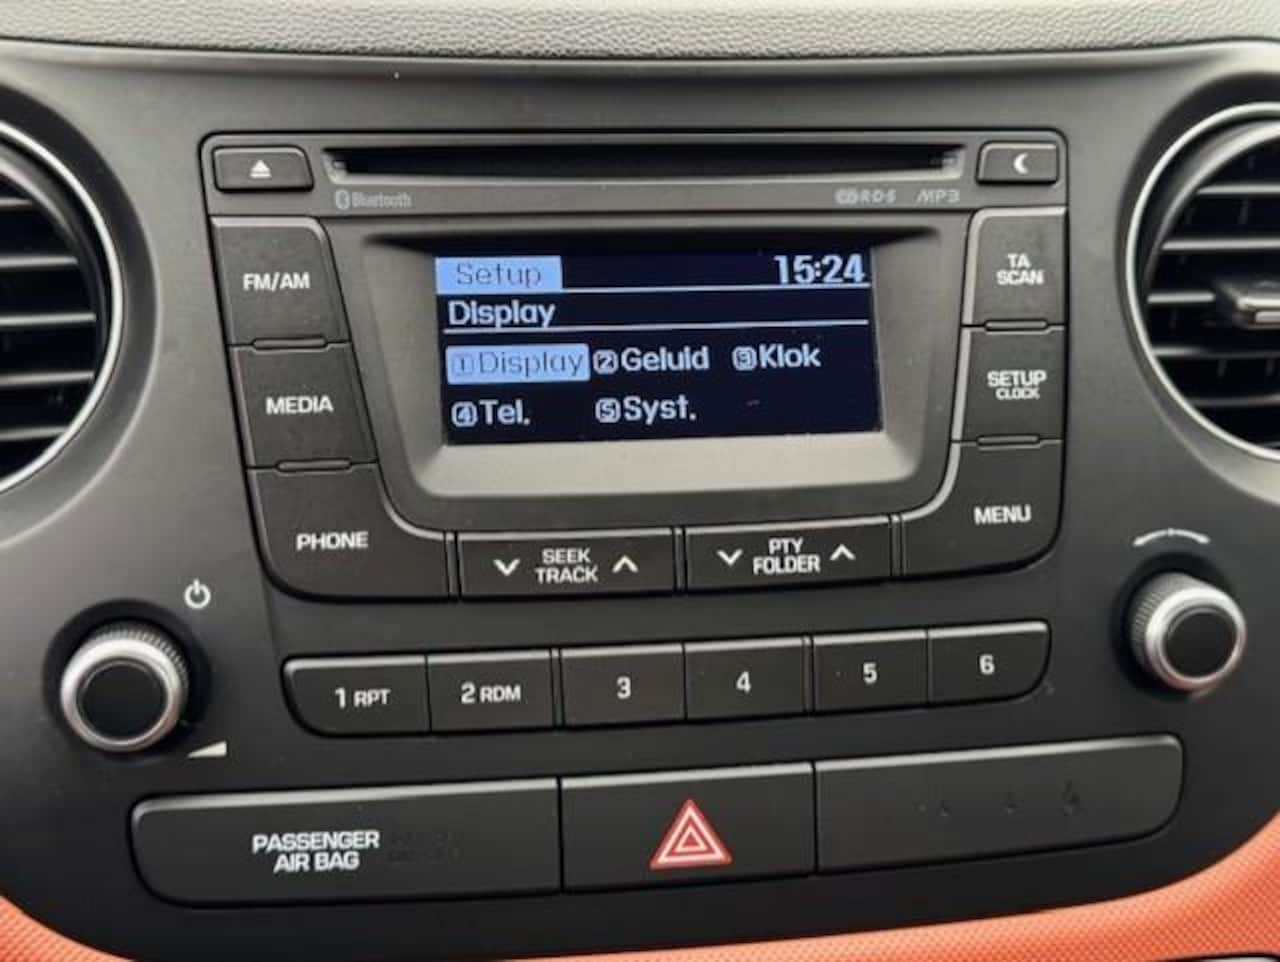 Bluetooth
RDS MP3
FM/AM
MEDIA
PHONE
Setup 15:24
Display
1 Display 2 Geluid 3 Klok
4 Tel. 5 Syst.
TA
SCAN
SETUP
CLOCK
MENU
SEEK
TRACK
PTY
FOLDER
1 RPT 2 RDM 3 4 5 6
PASSENGER
AIR BAG